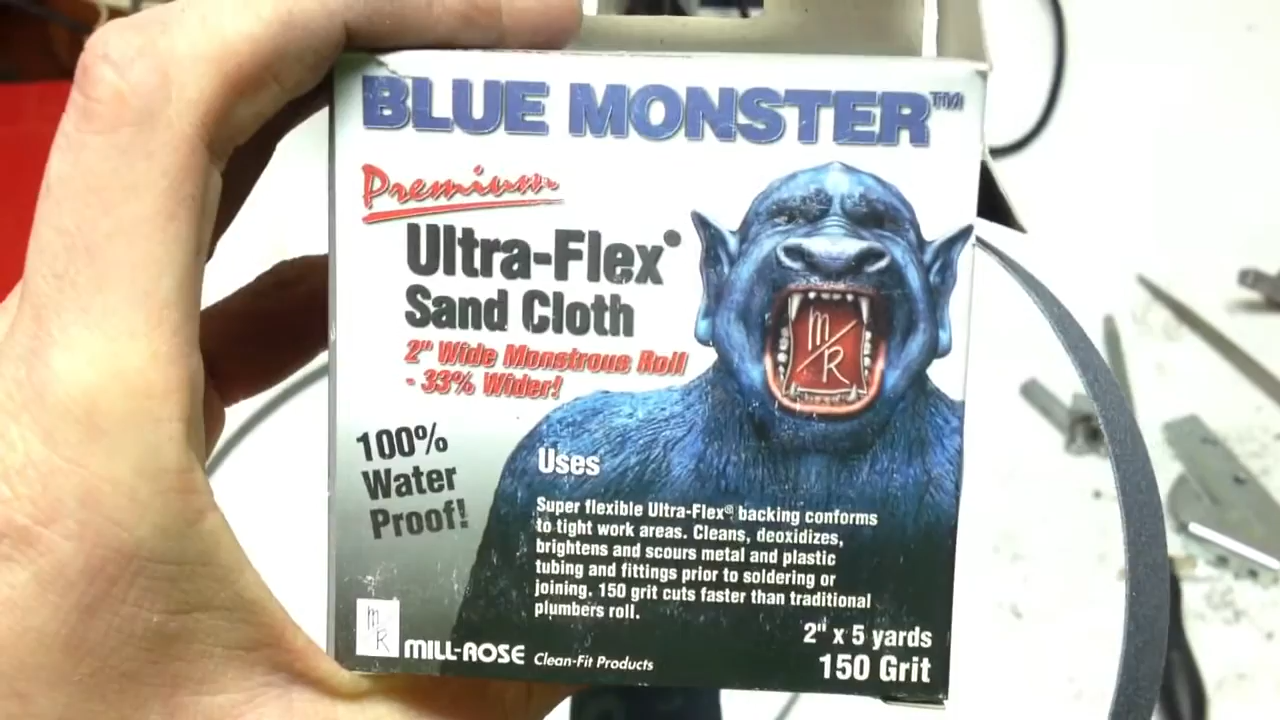 BLUE MONSTER™
Premium
Ultra-Flex®
Sand Cloth
2" Wide Monstrous Roll
- 33% Wider!
M/R
100%
Water
Proof!
Uses
Super flexible Ultra-Flex® backing conforms
to tight work areas. Cleans, deoxidizes,
brightens and scours metal and plastic
tubing and fittings prior to soldering or
joining. 150 grit cuts faster than traditional
plumbers roll.
2" x 5 yards
150 Grit
M/R
MILL-ROSE Clean-Fit Products